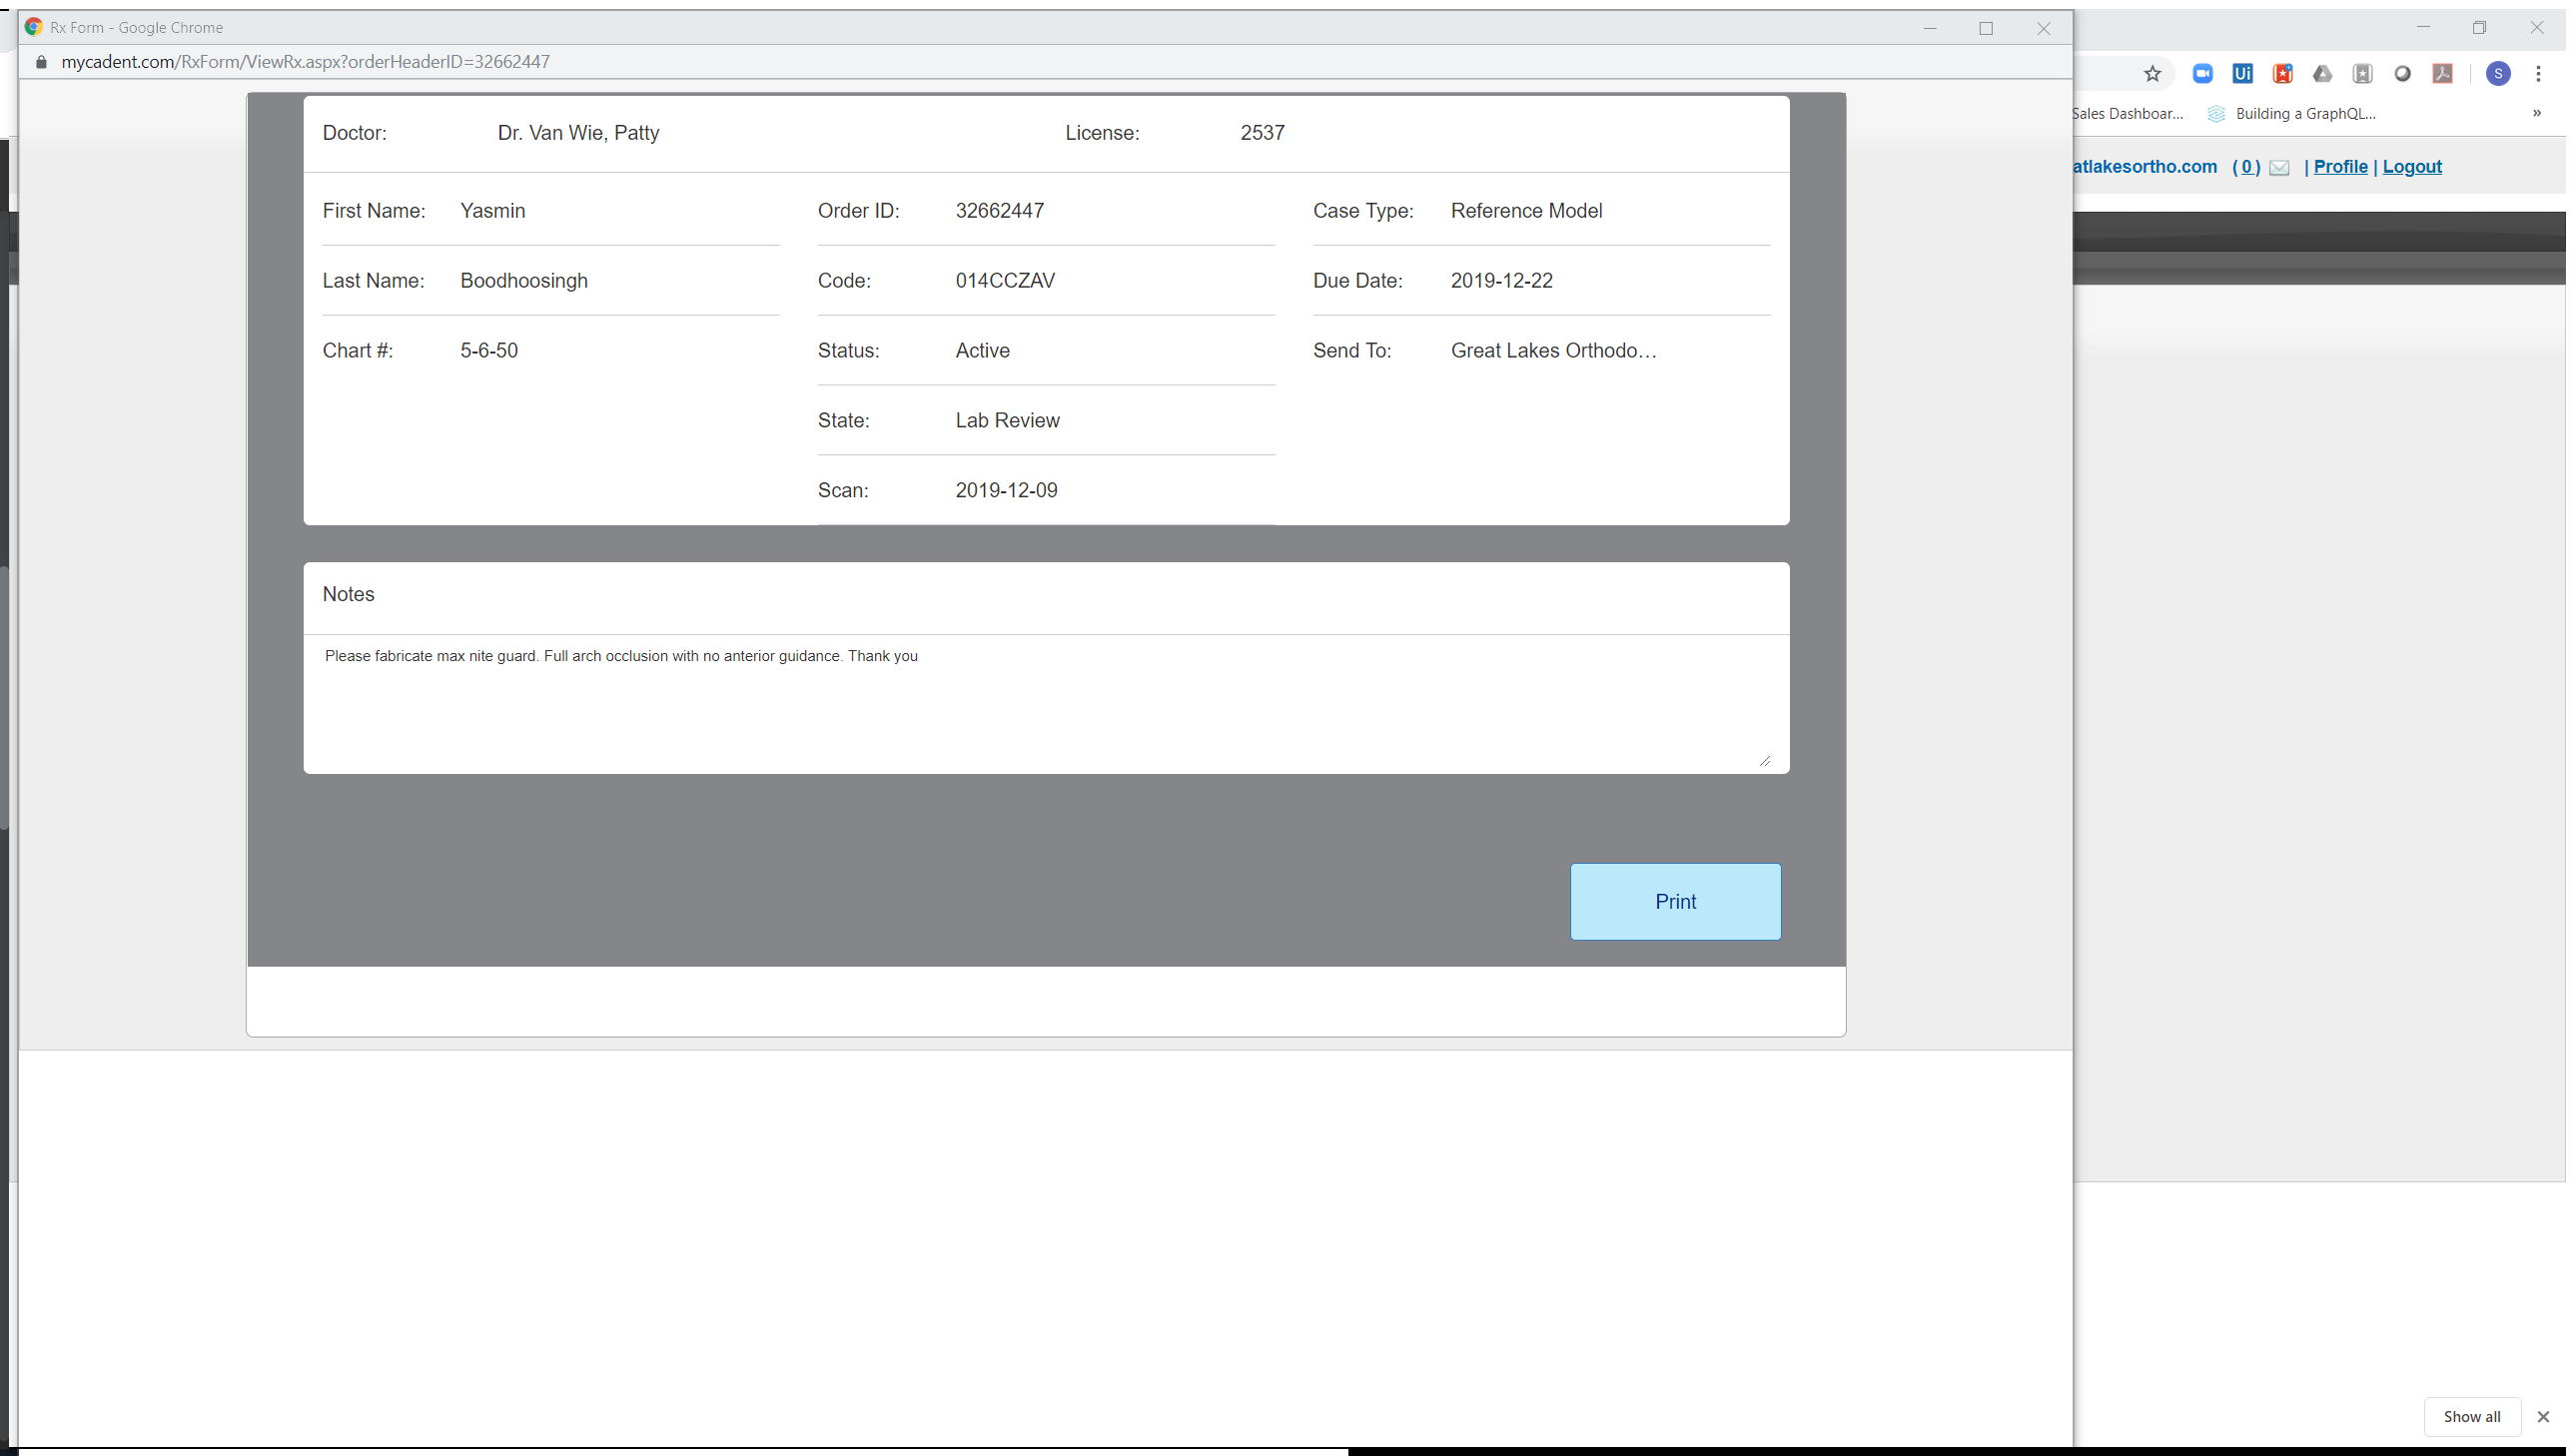 Rx Form - Google Chrome
mycadent.com/RxForm/ViewRx.aspx?orderHeaderID=32662447
Ui
S
Sales Dashboar...
Building a GraphQL...
»
atlakesortho.com (0) | Profile | Logout
Doctor: Dr. Van Wie, Patty License: 2537
First Name: Yasmin Order ID: 32662447 Case Type: Reference Model
Last Name: Boodhoosingh Code: 014CCZAV Due Date: 2019-12-22
Chart #: 5-6-50 Status: Active Send To: Great Lakes Orthodo...
State: Lab Review
Scan: 2019-12-09
Notes
Please fabricate max nite guard. Full arch occlusion with no anterior guidance. Thank you
Print
Show all